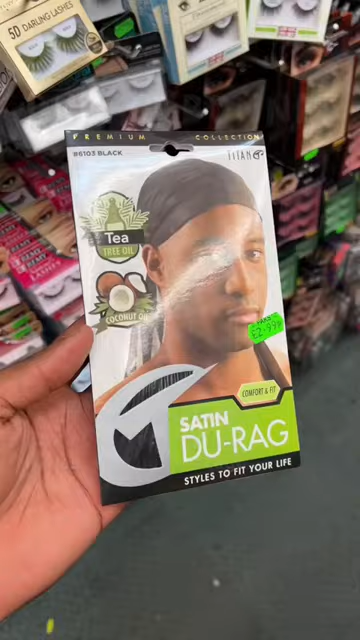 5D DARLING LASHES
PREMIUM COLLECTION
#6103 BLACK
TITAN
Tea
TREE OIL
COCONUT OIL
£2.99
COMFORT & FIT
SATIN
DU-RAG
STYLES TO FIT YOUR LIFE